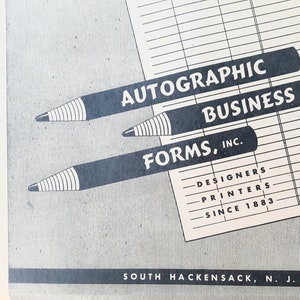 AUTOGRAPHIC
BUSINESS
FORMS, INC.
DESIGNERS
PRINTERS
SINCE 1883
SOUTH HACKENSACK, N. J.